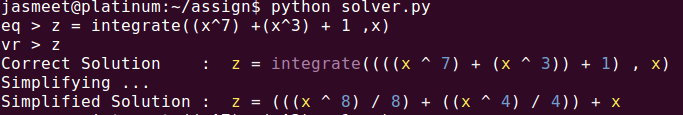 jasmeet@platinum:~/assign$ python solver.py
eq > z = integrate((x^7) +(x^3) + 1 ,x)
vr > z
Correct Solution    :  z = integrate((((x ^ 7) + (x ^ 3)) + 1) , x)
Simplifying ...
Simplified Solution :  z = (((x ^ 8) / 8) + ((x ^ 4) / 4)) + x